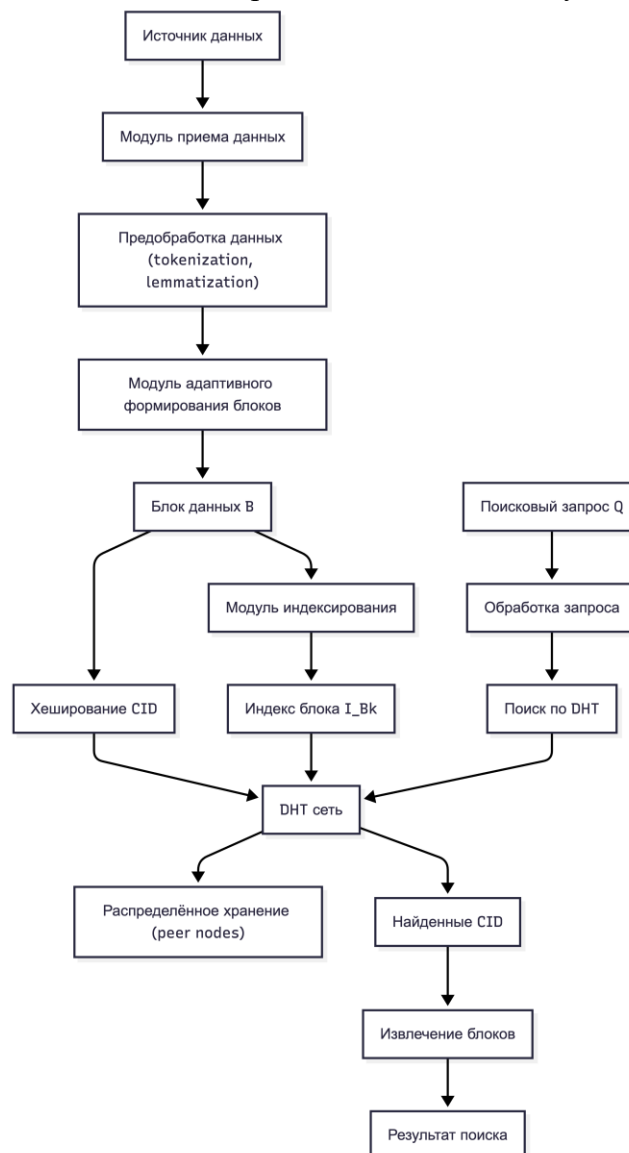 Источник данных
Модуль приема данных
Предобработка данных
(tokenization,
lemmatization)
Модуль адаптивного
формирования блоков
Блок данных B
Поисковый запрос Q
Модуль индексирования
Обработка запроса
Хеширование CID
Индекс блока I_Bk
Поиск по DHT
DHT сеть
Распределённое хранение
(peer nodes)
Найденные CID
Извлечение блоков
Результат поиска